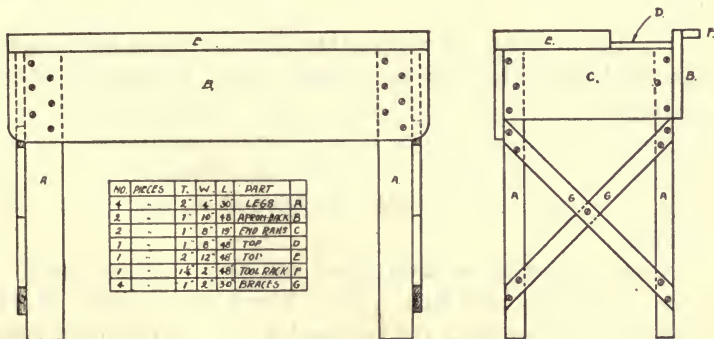 E
B.
A
A.
NO. PIECES T. W. L. PART
4 " 2" 4" 30" LEGS A
2 " 1" 10" 48 APRON-BACK B
2 " 1" 8" 19" END RAILS C
1 " 1" 8 48" TOP D
1 " 2" 12" 48" TOP E
1 " 2" 48" TOOL RACK F
4 " 1" 2" 30" BRACES G
D.
E.
F.
C.
B.
A
G
G
A